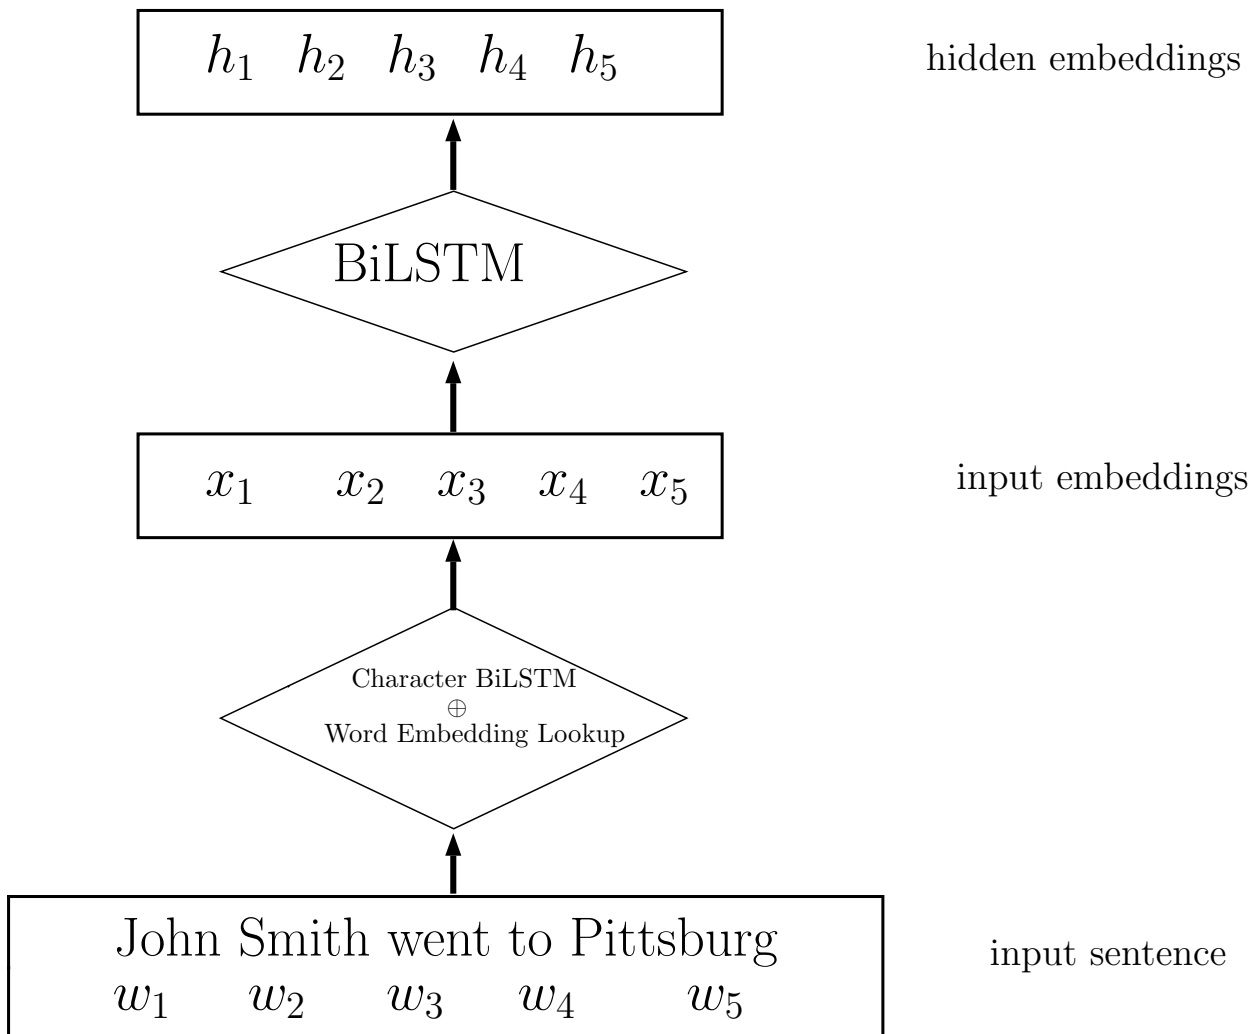 h₁ h₂ h₃ h₄ h₅
hidden embeddings
BiLSTM
x₁ x₂ x₃ x₄ x₅
input embeddings
Character BiLSTM
⊕
Word Embedding Lookup
John Smith went to Pittsburg
w₁ w₂ w₃ w₄ w₅
input sentence